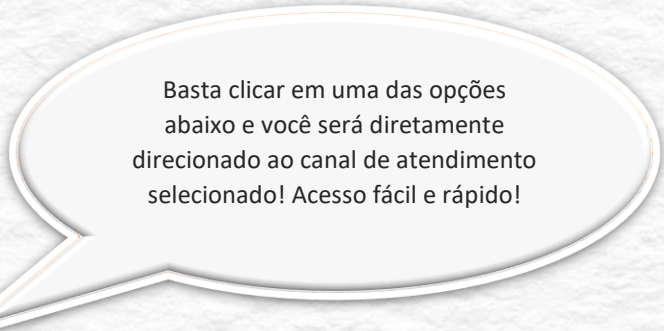 Basta clicar em uma das opções
abaixo e você será diretamente
direcionado ao canal de atendimento
selecionado! Acesso fácil e rápido!